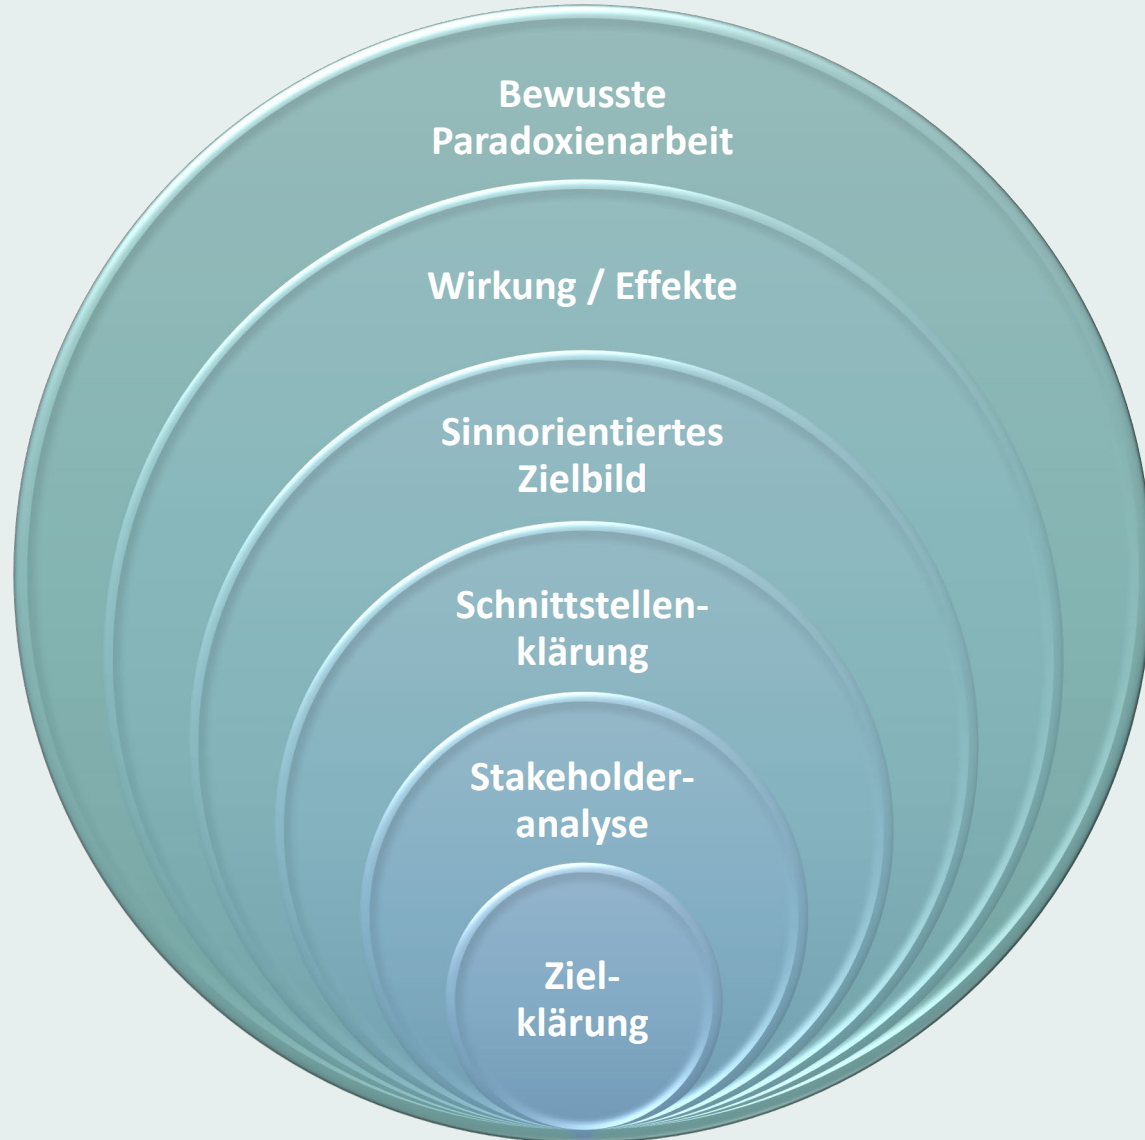 Bewusste
Paradoxienarbeit
Wirkung / Effekte
Sinnorientiertes
Zielbild
Schnittstellen-
klärung
Stakeholder-
analyse
Ziel-
klärung